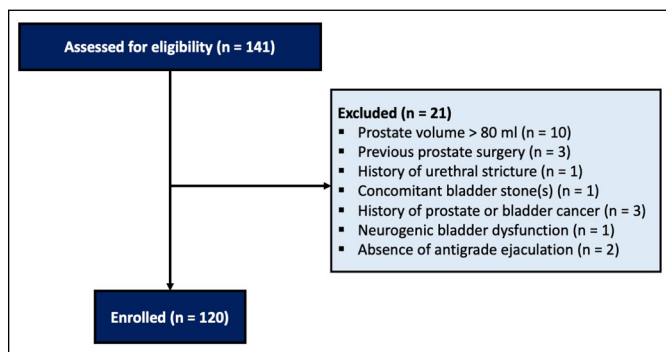 Assessed for eligibility (n = 141)
Excluded (n = 21)
▪ Prostate volume > 80 ml (n = 10)
▪ Previous prostate surgery (n = 3)
▪ History of urethral stricture (n = 1)
▪ Concomitant bladder stone(s) (n = 1)
▪ History of prostate or bladder cancer (n = 3)
▪ Neurogenic bladder dysfunction (n = 1)
▪ Absence of antigrade ejaculation (n = 2)
Enrolled (n = 120)